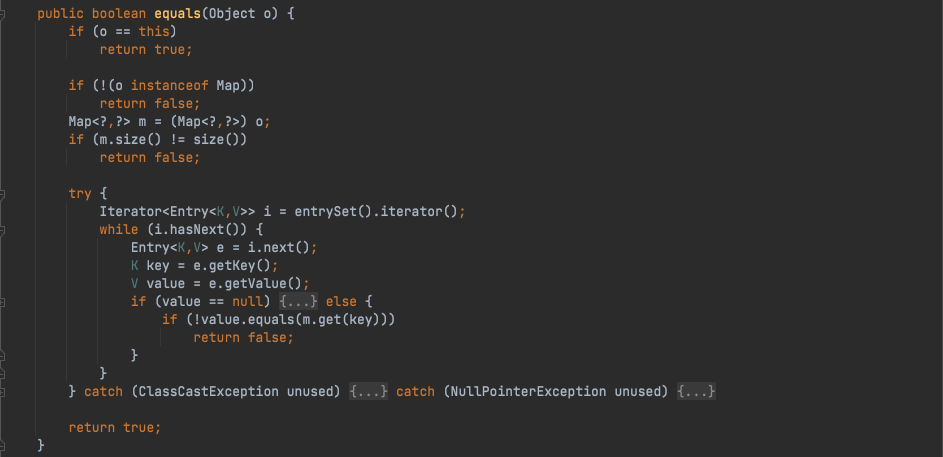 public boolean equals(Object o) {
    if (o == this)
        return true;

    if (!(o instanceof Map))
        return false;
    Map<?,?> m = (Map<?,?>) o;
    if (m.size() != size())
        return false;

    try {
        Iterator<Entry<K,V>> i = entrySet().iterator();
        while (i.hasNext()) {
            Entry<K,V> e = i.next();
            K key = e.getKey();
            V value = e.getValue();
            if (value == null) {...} else {
                if (!value.equals(m.get(key)))
                    return false;
            }
        }
    } catch (ClassCastException unused) {...} catch (NullPointerException unused) {...}

    return true;
}